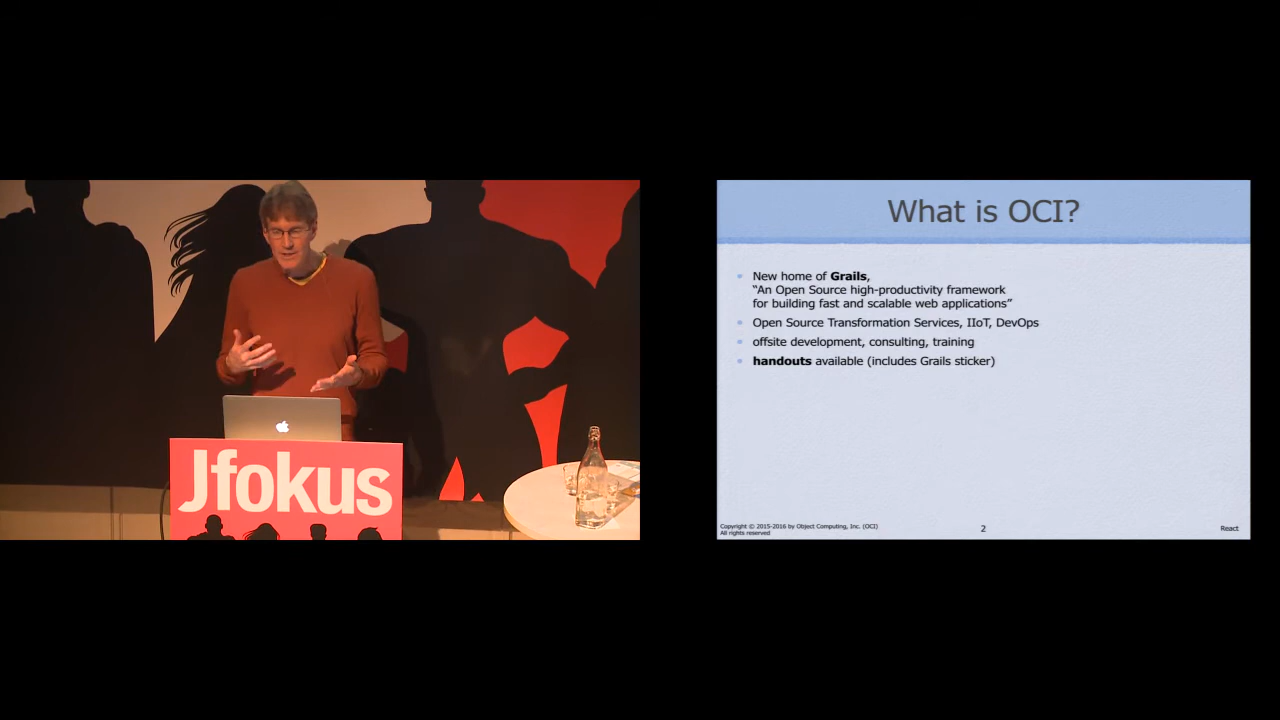 Jfokus
What is OCI?
New home of Grails,
“An Open Source high-productivity framework
for building fast and scalable web applications”
Open Source Transformation Services, IIoT, DevOps
offsite development, consulting, training
handouts available (includes Grails sticker)
Copyright © 2015-2016 by Object Computing, Inc. (OCI)
All rights reserved
2
React